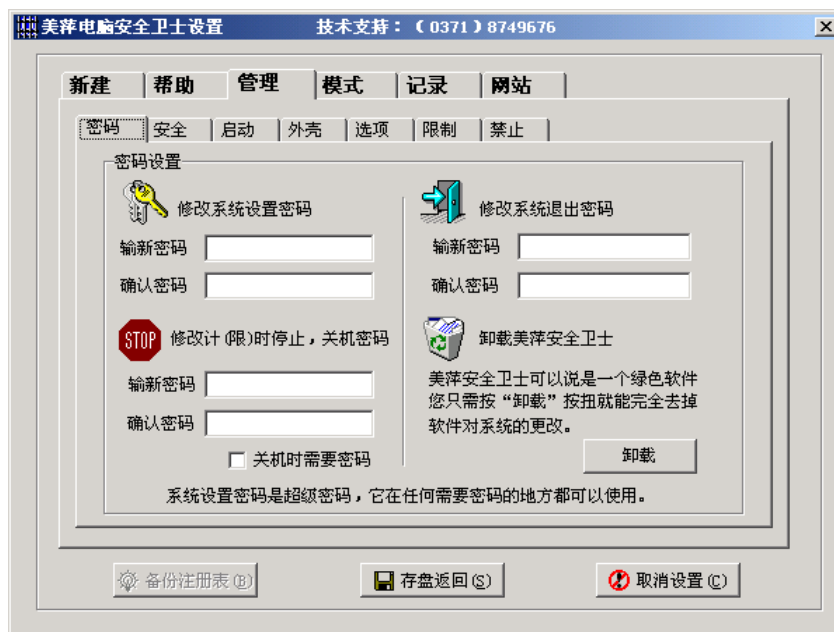 美萍电脑安全卫士设置 技术支持：（0371）8749676
新建 帮助 管理 模式 记录 网站
密码 安全 启动 外壳 选项 限制 禁止
密码设置
修改系统设置密码
输新密码
确认密码
修改系统退出密码
输新密码
确认密码
STOP 修改计(限)时停止，关机密码
输新密码
确认密码
关机时需要密码
卸载美萍安全卫士
美萍安全卫士可以说是一个绿色软件
您只需按“卸载”按扭就能完全去掉
软件对系统的更改。
卸载
系统设置密码是超级密码，它在任何需要密码的地方都可以使用。
备份注册表(B) 存盘返回(S) 取消设置(C)